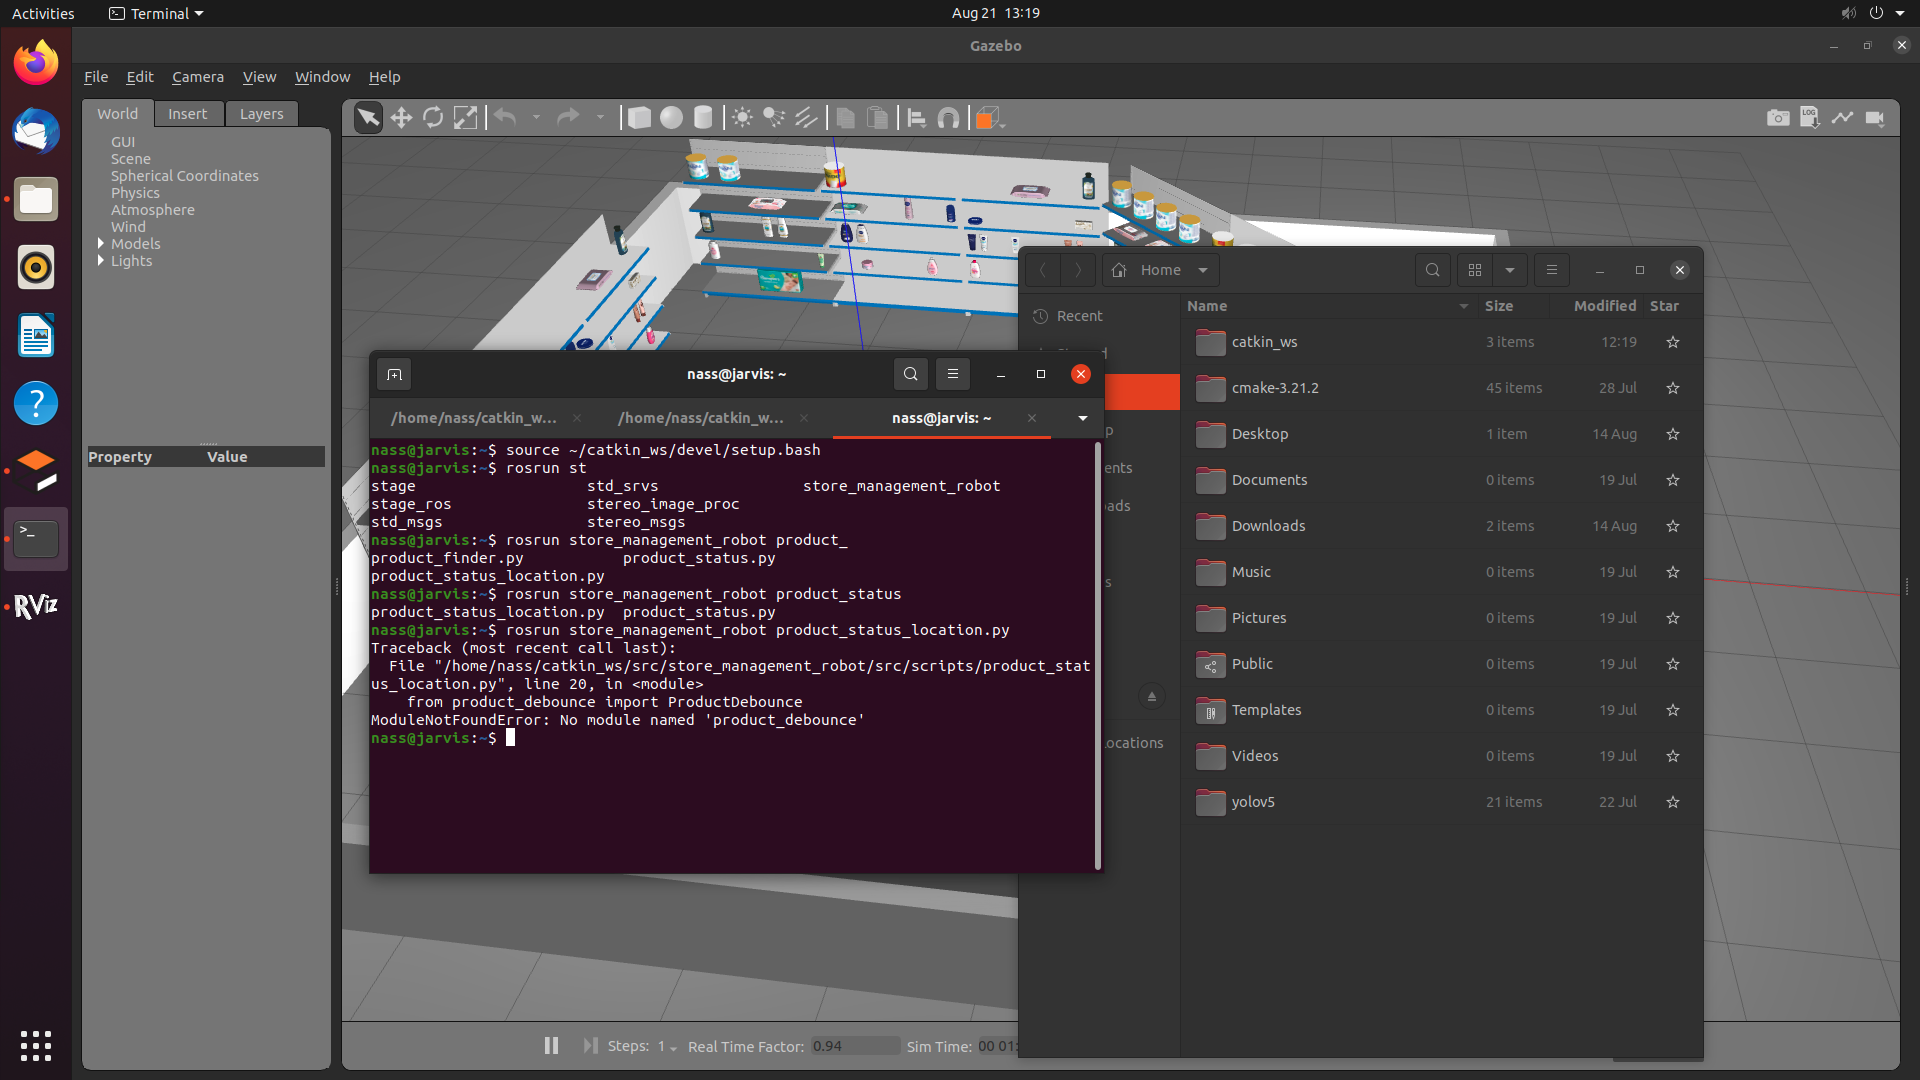 Activities
Terminal
Aug 21 13:19
Gazebo
File Edit Camera View Window Help
World Insert Layers
GUI
Scene
Spherical Coordinates
Physics
Atmosphere
Wind
Models
Lights
Property Value
LOG
Home
Recent
Name Size Modified Star
catkin_ws 3 items 12:19
cmake-3.21.2 45 items 28 Jul
Desktop 1 item 14 Aug
Documents 0 items 19 Jul
Downloads 2 items 14 Aug
Music 0 items 19 Jul
Pictures 0 items 19 Jul
Public 0 items 19 Jul
Templates 0 items 19 Jul
Videos 0 items 19 Jul
yolov5 21 items 22 Jul
nass@jarvis: ~
/home/nass/catkin_w... /home/nass/catkin_w... nass@jarvis: ~
nass@jarvis:~$ source ~/catkin_ws/devel/setup.bash
nass@jarvis:~$ rosrun st
stage std_srvs store_management_robot
stage_ros stereo_image_proc
std_msgs stereo_msgs
nass@jarvis:~$ rosrun store_management_robot product_
product_finder.py product_status.py
product_status_location.py
nass@jarvis:~$ rosrun store_management_robot product_status
product_status_location.py product_status.py
nass@jarvis:~$ rosrun store_management_robot product_status_location.py
Traceback (most recent call last):
File "/home/nass/catkin_ws/src/store_management_robot/src/scripts/product_stat
us_location.py", line 20, in <module>
from product_debounce import ProductDebounce
ModuleNotFoundError: No module named 'product_debounce'
nass@jarvis:~$
RViz
Steps: 1 Real Time Factor: 0.94 Sim Time: 00 01: